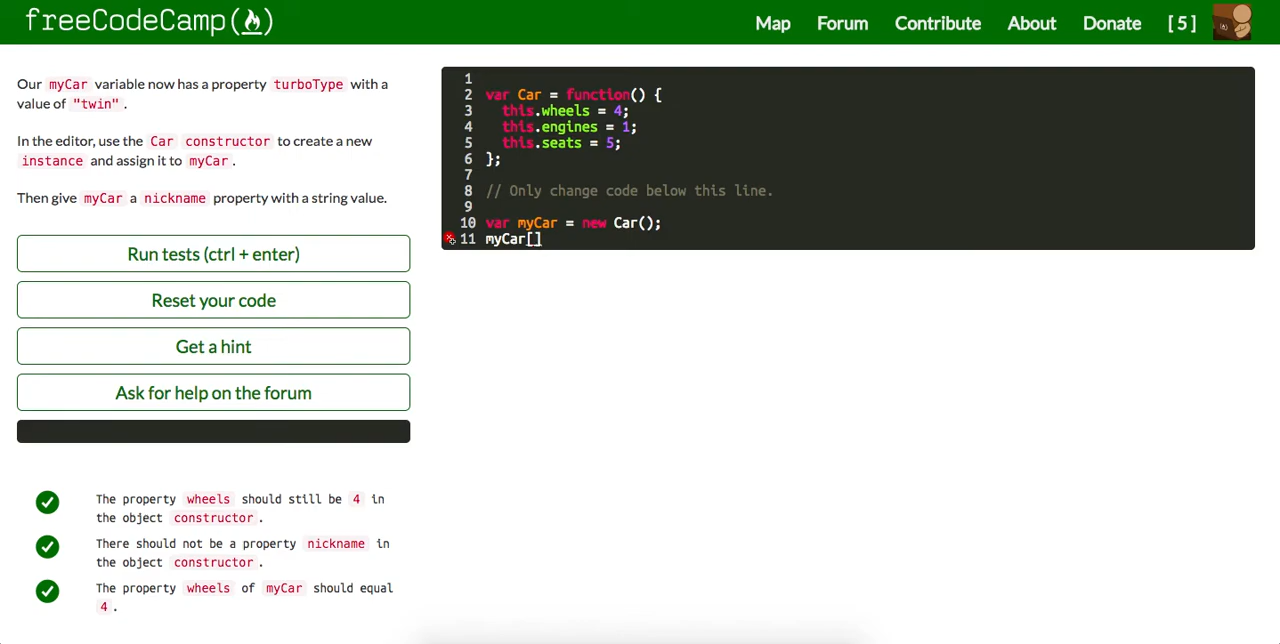 freeCodeCamp(🔥)
Map Forum Contribute About Donate [ 5 ]
Our myCar variable now has a property turboType with a
value of "twin" .
In the editor, use the Car constructor to create a new
instance and assign it to myCar .
Then give myCar a nickname property with a string value.
Run tests (ctrl + enter)
Reset your code
Get a hint
Ask for help on the forum
The property wheels should still be 4 in
the object constructor .
There should not be a property nickname in
the object constructor .
The property wheels of myCar should equal
4 .
1
2 var Car = function() {
3 this.wheels = 4;
4 this.engines = 1;
5 this.seats = 5;
6 };
7
8 // Only change code below this line.
9
10 var myCar = new Car();
11 myCar[]